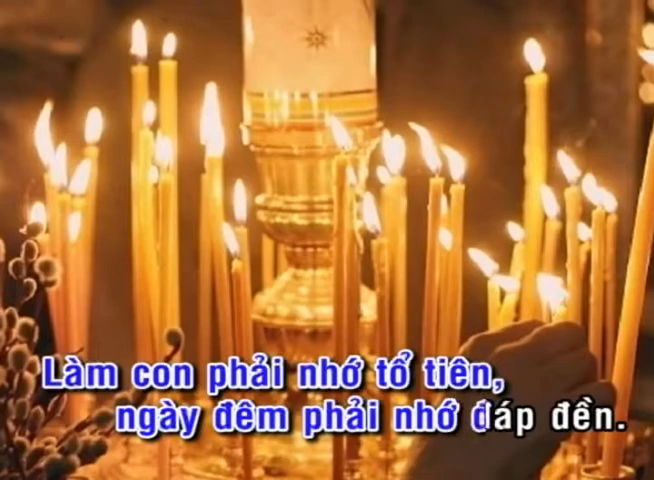 Làm con phải nhớ tổ tiên,
ngày đêm phải nhớ đáp đền.